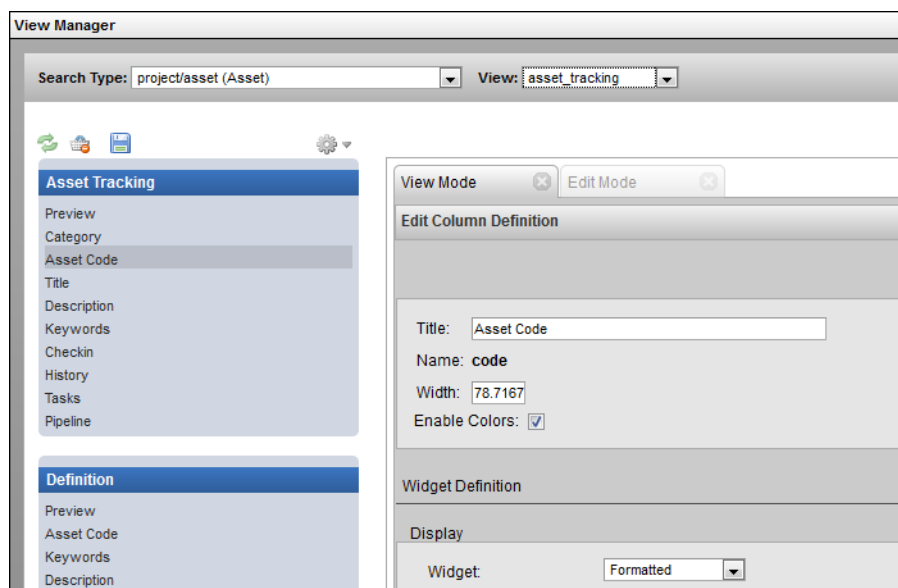 View Manager
Search Type: project/asset (Asset) View: asset_tracking
Asset Tracking
Preview
Category
Asset Code
Title
Description
Keywords
Checkin
History
Tasks
Pipeline
Definition
Preview
Asset Code
Keywords
Description
View Mode Edit Mode
Edit Column Definition
Title: Asset Code
Name: code
Width: 78.7167
Enable Colors:
Widget Definition
Display
Widget: Formatted